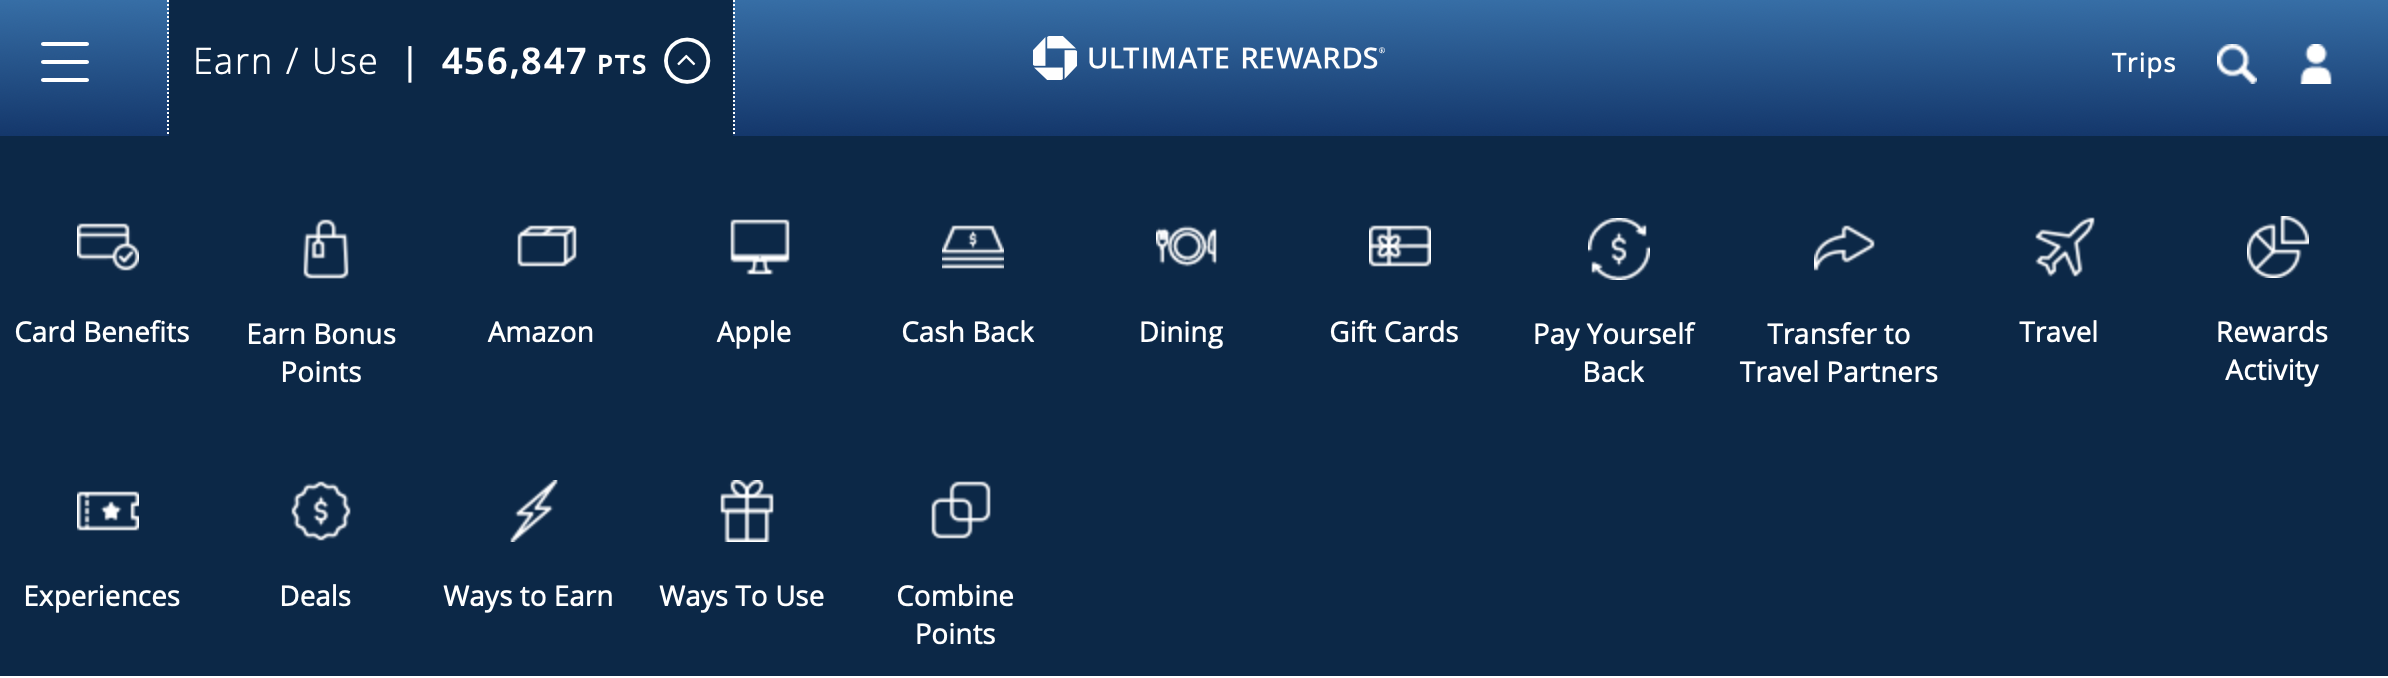 Earn / Use | 456,847 PTS
ULTIMATE REWARDS®
Trips
Card Benefits
Earn Bonus
Points
Amazon
Apple
Cash Back
Dining
Gift Cards
Pay Yourself
Back
Transfer to
Travel Partners
Travel
Rewards
Activity
Experiences
Deals
Ways to Earn
Ways To Use
Combine
Points